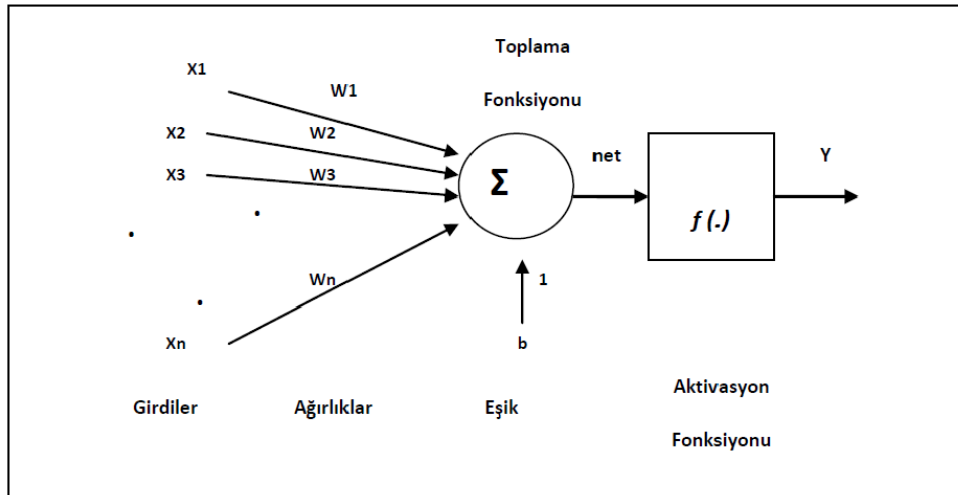 Toplama
Fonksiyonu
X1
W1
X2
W2
X3
W3
Σ
net
f (.)
Y
Wn
1
Xn
b
Girdiler
Ağırlıklar
Eşik
Aktivasyon
Fonksiyonu